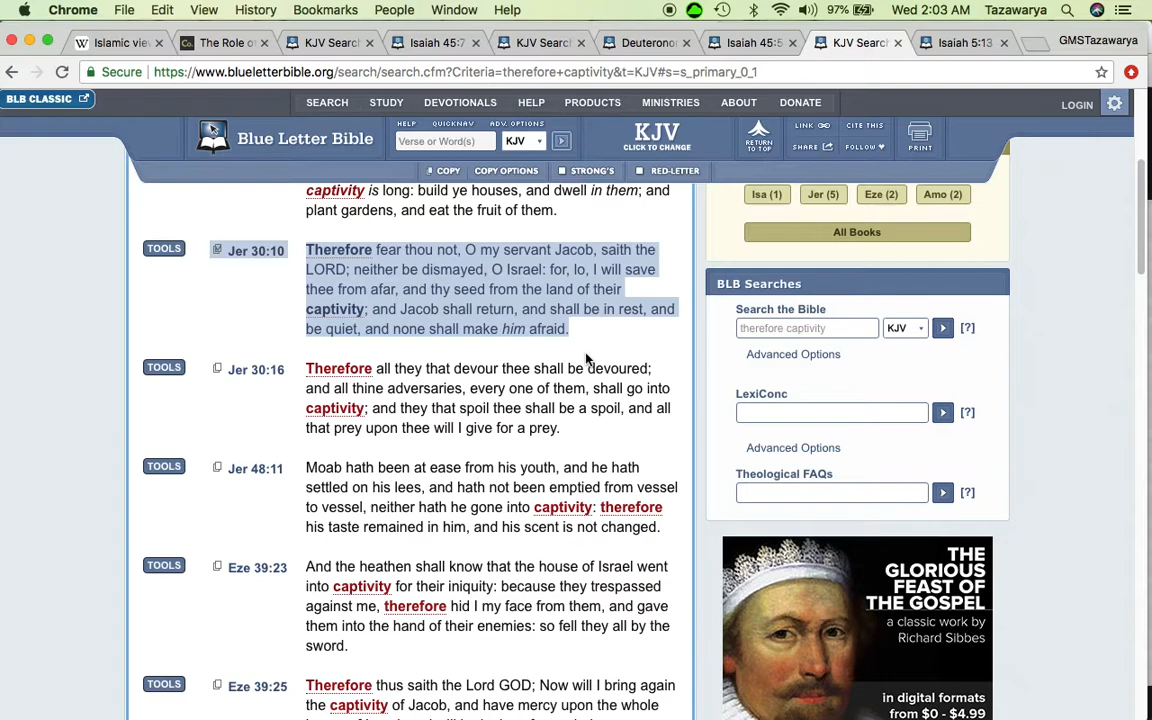 Chrome File Edit View History Bookmarks People Window Help 97% Wed 2:03 AM Tazawarya
Islamic view The Role of KJV Search Isaiah 45:7 KJV Searc Deuteron Isaiah 45:5 KJV Searc Isaiah 5:13 GMSTazawarya
Secure https://www.blueletterbible.org/search/search.cfm?Criteria=therefore+captivity&t=KJV#s=s_primary_0_1
BLB CLASSIC
SEARCH STUDY DEVOTIONALS HELP PRODUCTS MINISTRIES ABOUT DONATE LOGIN
HELP QUICKNAV ADV. OPTIONS
Blue Letter Bible
Verse or Word(s) KJV
KJV
CLICK TO CHANGE
RETURN TO TOP
LINK CITE THIS
SHARE FOLLOW
PRINT
COPY COPY OPTIONS STRONG'S RED-LETTER
captivity is long: build ye houses, and dwell in them; and
plant gardens, and eat the fruit of them.
TOOLS Jer 30:10 Therefore fear thou not, O my servant Jacob, saith the
LORD; neither be dismayed, O Israel: for, lo, I will save
thee from afar, and thy seed from the land of their
captivity; and Jacob shall return, and shall be in rest, and
be quiet, and none shall make him afraid.
TOOLS Jer 30:16 Therefore all they that devour thee shall be devoured;
and all thine adversaries, every one of them, shall go into
captivity; and they that spoil thee shall be a spoil, and all
that prey upon thee will I give for a prey.
TOOLS Jer 48:11 Moab hath been at ease from his youth, and he hath
settled on his lees, and hath not been emptied from vessel
to vessel, neither hath he gone into captivity: therefore
his taste remained in him, and his scent is not changed.
TOOLS Eze 39:23 And the heathen shall know that the house of Israel went
into captivity for their iniquity: because they trespassed
against me, therefore hid I my face from them, and gave
them into the hand of their enemies: so fell they all by the
sword.
TOOLS Eze 39:25 Therefore thus saith the Lord GOD; Now will I bring again
the captivity of Jacob, and have mercy upon the whole
Isa (1) Jer (5) Eze (2) Amo (2)
All Books
BLB Searches
Search the Bible
therefore captivity KJV [?]
Advanced Options
LexiConc
[?]
Advanced Options
Theological FAQs
[?]
THE
GLORIOUS
FEAST OF
THE GOSPEL
a classic work by
Richard Sibbes
in digital formats
from $0 - $4.99